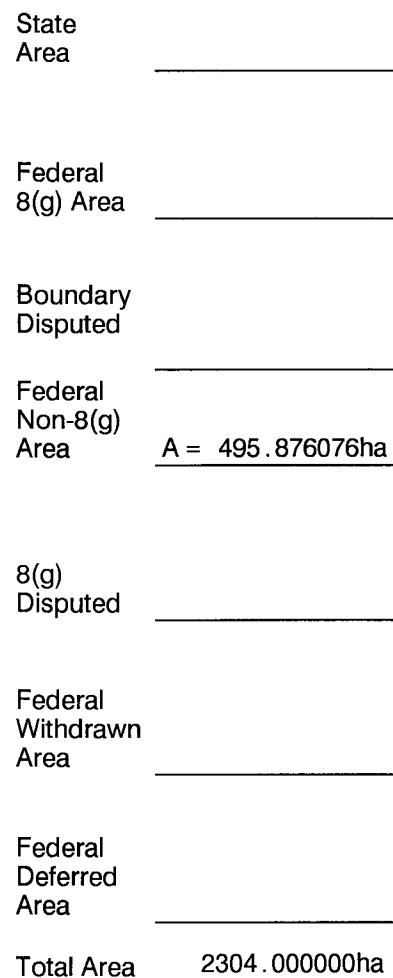 State
Area
Federal
8(g) Area
Boundary
Disputed
Federal
Non-8(g)
Area A = 495.876076ha
8(g)
Disputed
Federal
Withdrawn
Area
Federal
Deferred
Area
Total Area 2304.000000ha